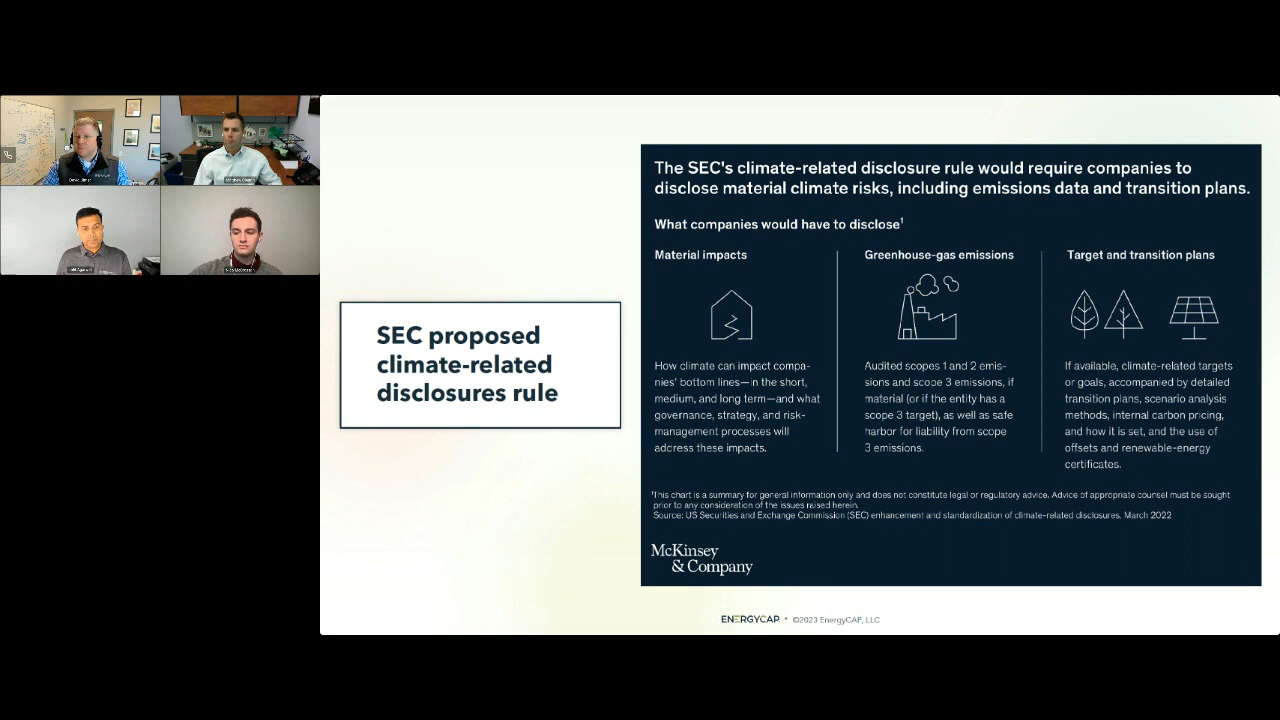 SEC proposed
climate-related
disclosures rule
The SEC's climate-related disclosure rule would require companies to
disclose material climate risks, including emissions data and transition plans.
What companies would have to disclose¹
Material impacts
How climate can impact compa-
nies' bottom lines—in the short,
medium, and long term—and what
governance, strategy, and risk-
management processes will
address these impacts.
Greenhouse-gas emissions
Audited scopes 1 and 2 emis-
sions and scope 3 emissions, if
material (or if the entity has a
scope 3 target), as well as safe
harbor for liability from scope
3 emissions.
Target and transition plans
If available, climate-related targets
or goals, accompanied by detailed
transition plans, scenario analysis
methods, internal carbon pricing,
and how it is set, and the use of
offsets and renewable-energy
certificates.
¹This chart is a summary for general information only and does not constitute legal or regulatory advice. Advice of appropriate counsel must be sought
prior to any consideration of the issues raised herein.
Source: US Securities and Exchange Commission (SEC) enhancement and standardization of climate-related disclosures. March 2022
McKinsey
& Company
ENERGYCAP • ©2023 EnergyCAP, LLC